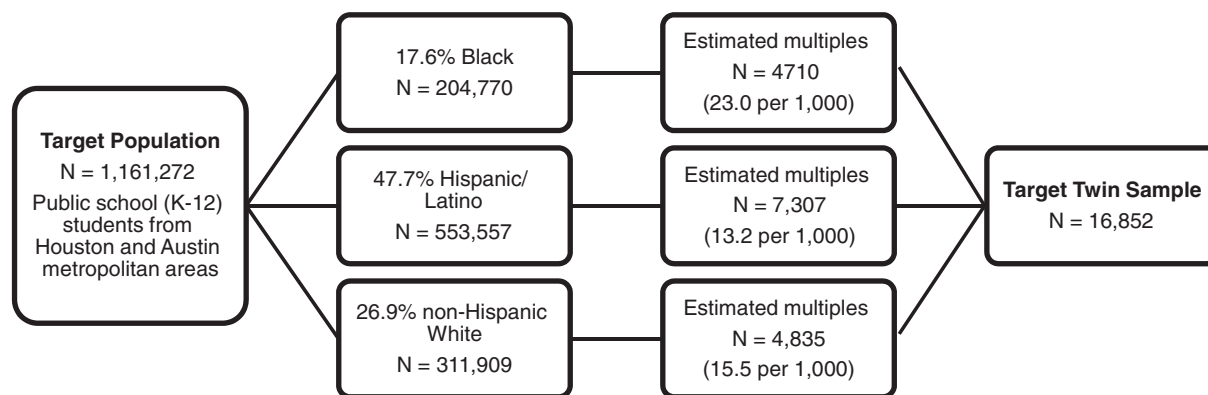 Target Population
N = 1,161,272
Public school (K-12)
students from
Houston and Austin
metropolitan areas
17.6% Black
N = 204,770
47.7% Hispanic/
Latino
N = 553,557
26.9% non-Hispanic
White
N = 311,909
Estimated multiples
N = 4710
(23.0 per 1,000)
Estimated multiples
N = 7,307
(13.2 per 1,000)
Estimated multiples
N = 4,835
(15.5 per 1,000)
Target Twin Sample
N = 16,852